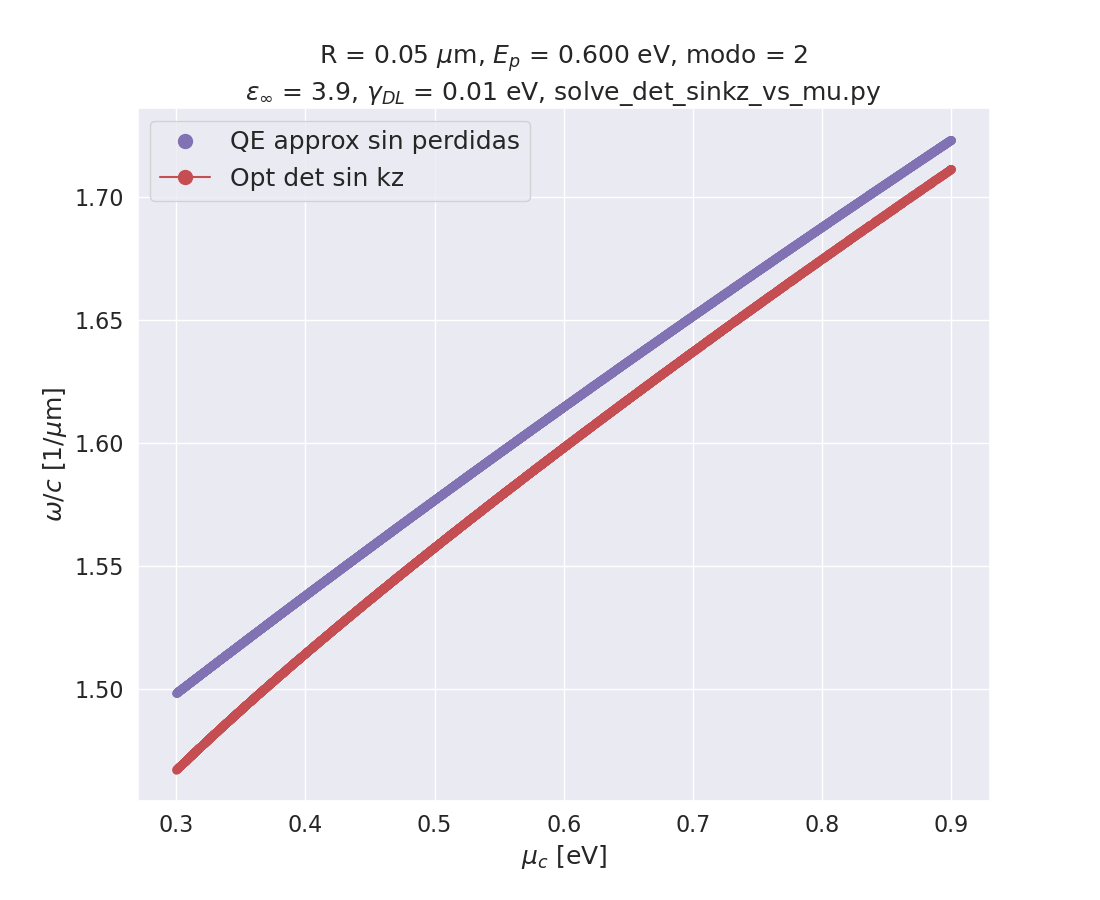 R = 0.05 μm, E_p = 0.600 eV, modo = 2
ε_∞ = 3.9, γ_DL = 0.01 eV, solve_det_sinkz_vs_mu.py
QE approx sin perdidas
Opt det sin kz
1.70
1.65
1.60
1.55
1.50
ω/c [1/μm]
0.3 0.4 0.5 0.6 0.7 0.8 0.9
μ_c [eV]